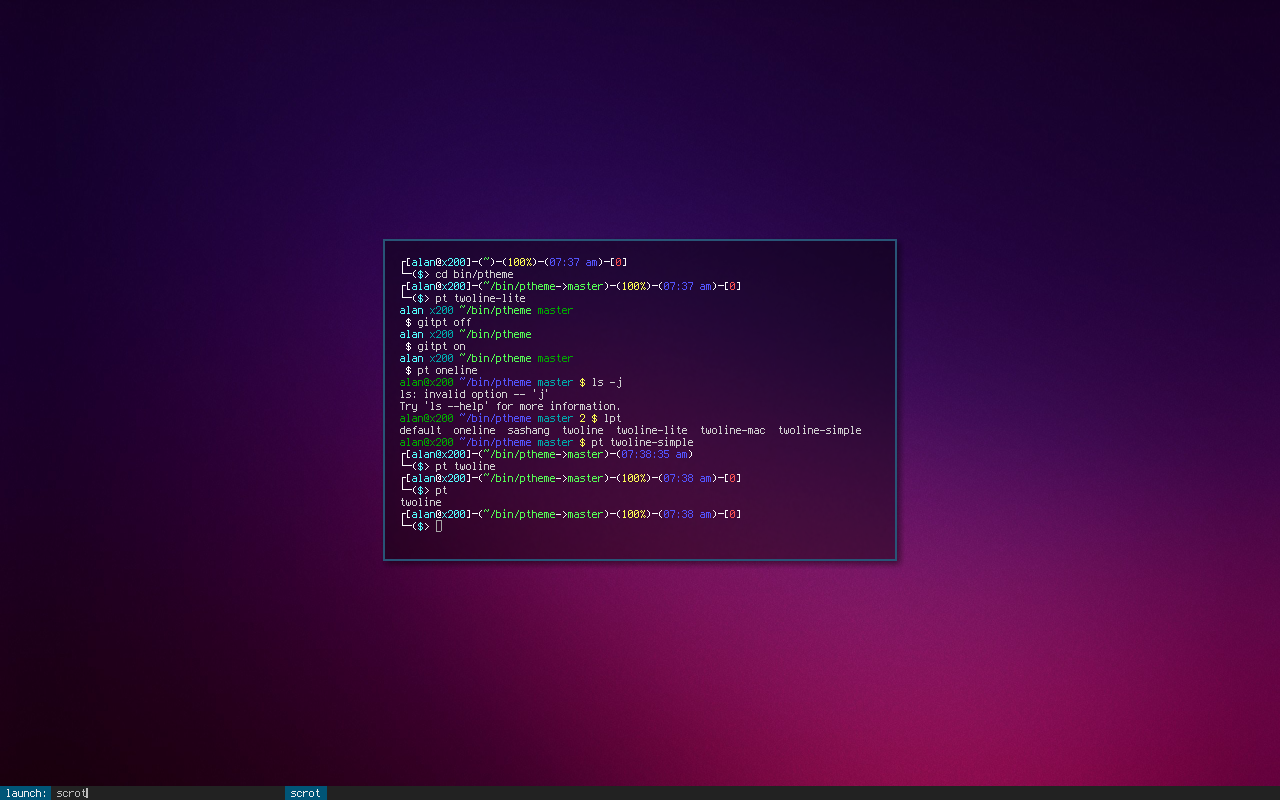 ┌[alan@x200]-(~)-(100%)-(07:37 am)-[0]
└─($> cd bin/ptheme
┌[alan@x200]-(~/bin/ptheme->master)-(100%)-(07:37 am)-[0]
└─($> pt twoline-lite
alan x200 ~/bin/ptheme master
$ gitpt off
alan x200 ~/bin/ptheme
$ gitpt on
alan x200 ~/bin/ptheme master
$ pt oneline
alan@x200 ~/bin/ptheme master $ ls -j
ls: invalid option -- 'j'
Try 'ls --help' for more information.
alan@x200 ~/bin/ptheme master 2 $ lpt
default  oneline  sashang  twoline  twoline-lite  twoline-mac  twoline-simple
alan@x200 ~/bin/ptheme master $ pt twoline-simple
┌[alan@x200]-(~/bin/ptheme->master)-(07:38:35 am)
└─($> pt twoline
┌[alan@x200]-(~/bin/ptheme->master)-(100%)-(07:38 am)-[0]
└─($> pt
twoline
┌[alan@x200]-(~/bin/ptheme->master)-(100%)-(07:38 am)-[0]
└─($>
launch: scrot scrot